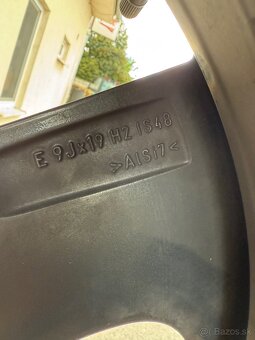 E 9Jx19 H2 IS48
>AlSi7<
Bazos.sk